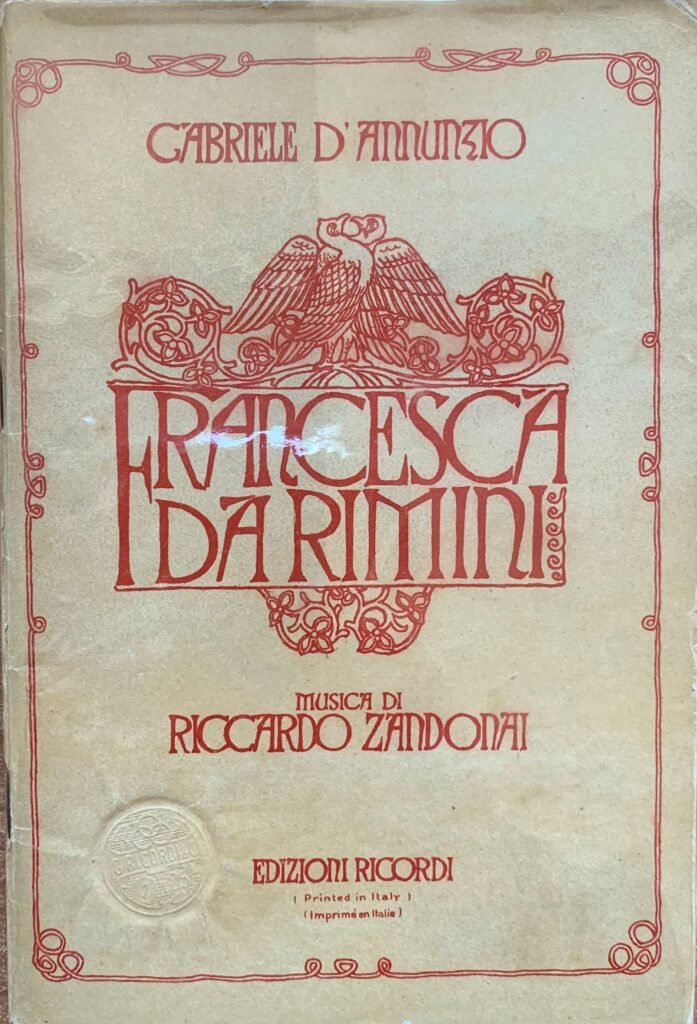 GABRIELE D'ANNUNZIO
FRANCESCA
DA RIMINI
MUSICA DI
RICCARDO ZANDONAI
EDIZIONI RICORDI
( Printed in Italy )
( Imprimé en Italie )